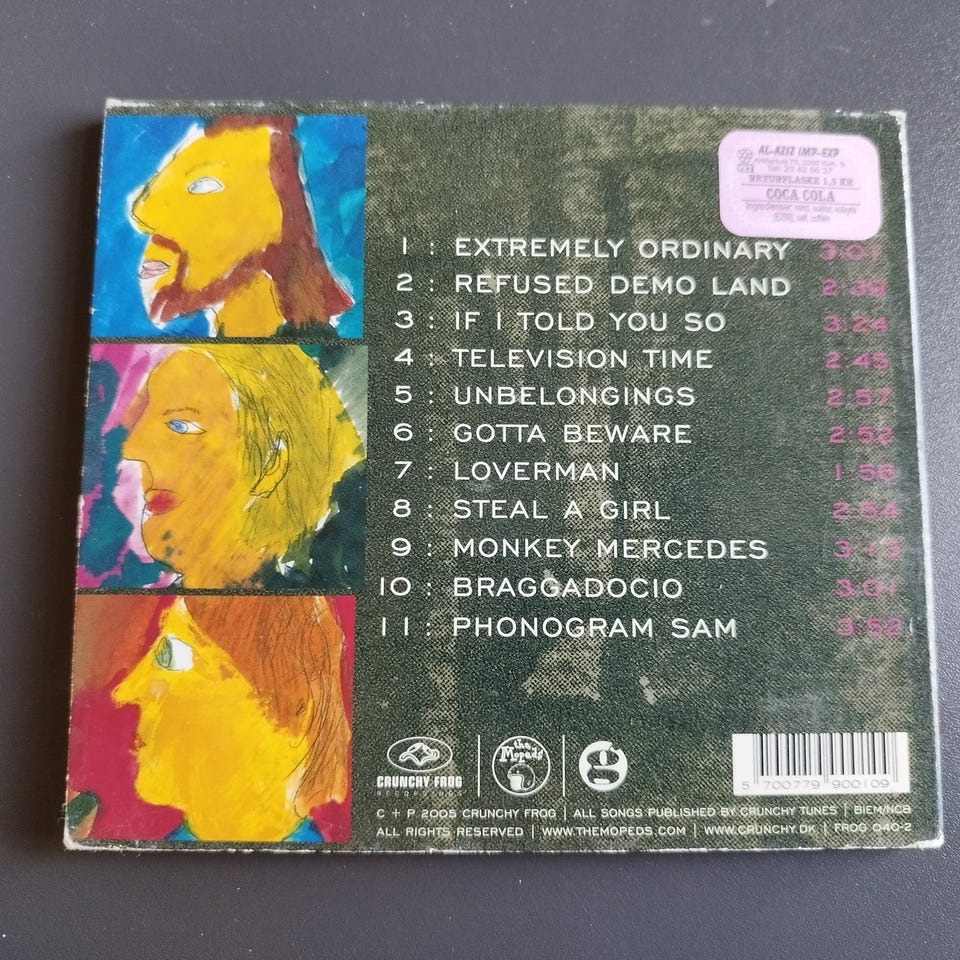 AL-AZIZ IMP-EXP
RETURFLASKE 1,5 KR
COCA COLA
1 : EXTREMELY ORDINARY 3:01
2 : REFUSED DEMO LAND 2:39
3 : IF I TOLD YOU SO 3:24
4 : TELEVISION TIME 2:45
5 : UNBELONGINGS 2:57
6 : GOTTA BEWARE 2:52
7 : LOVERMAN 1:56
8 : STEAL A GIRL 2:54
9 : MONKEY MERCEDES 3:13
10 : BRAGGADOCIO 3:01
11 : PHONOGRAM SAM 3:52
the Mopeds
CRUNCHY FROG
RECORDINGS
g
5 700779 900109
C + P 2005 CRUNCHY FROG | ALL SONGS PUBLISHED BY CRUNCHY TUNES | BIEM/NCB
ALL RIGHTS RESERVED | WWW.THEMOPEDS.COM | WWW.CRUNCHY.DK | FROG 040-2